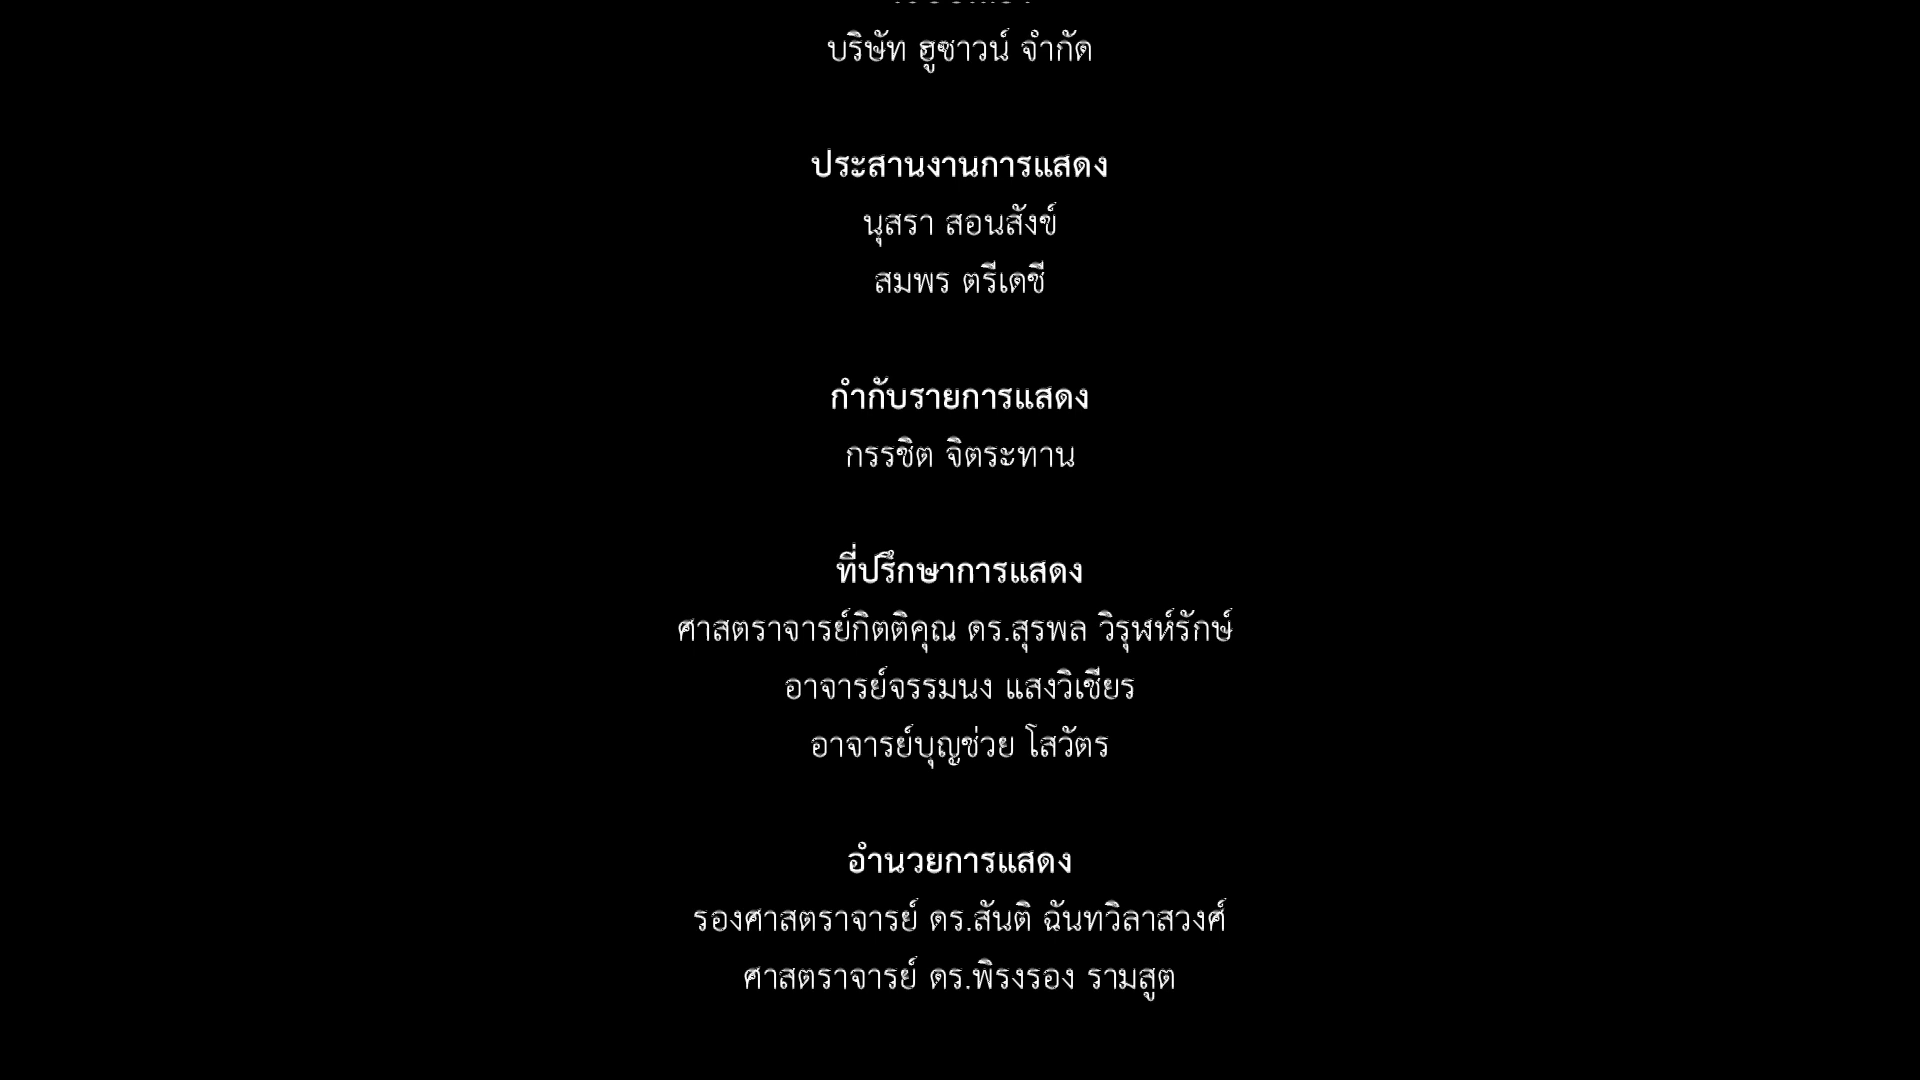 บริษัท ฮูซาวน์ จำกัด
ประสานงานการแสดง
นุสรา สอนสังข์
สมพร ตรีเดชี
กำกับรายการแสดง
กรรชิต จิตระทาน
ที่ปรึกษาการแสดง
ศาสตราจารย์กิตติคุณ ดร.สุรพล วิรุฬห์รักษ์
อาจารย์จรรมนง แสงวิเชียร
อาจารย์บุญช่วย โสวัตร
อำนวยการแสดง
รองศาสตราจารย์ ดร.สันติ ฉันทวิลาสวงศ์
ศาสตราจารย์ ดร.พิรงรอง รามสูต